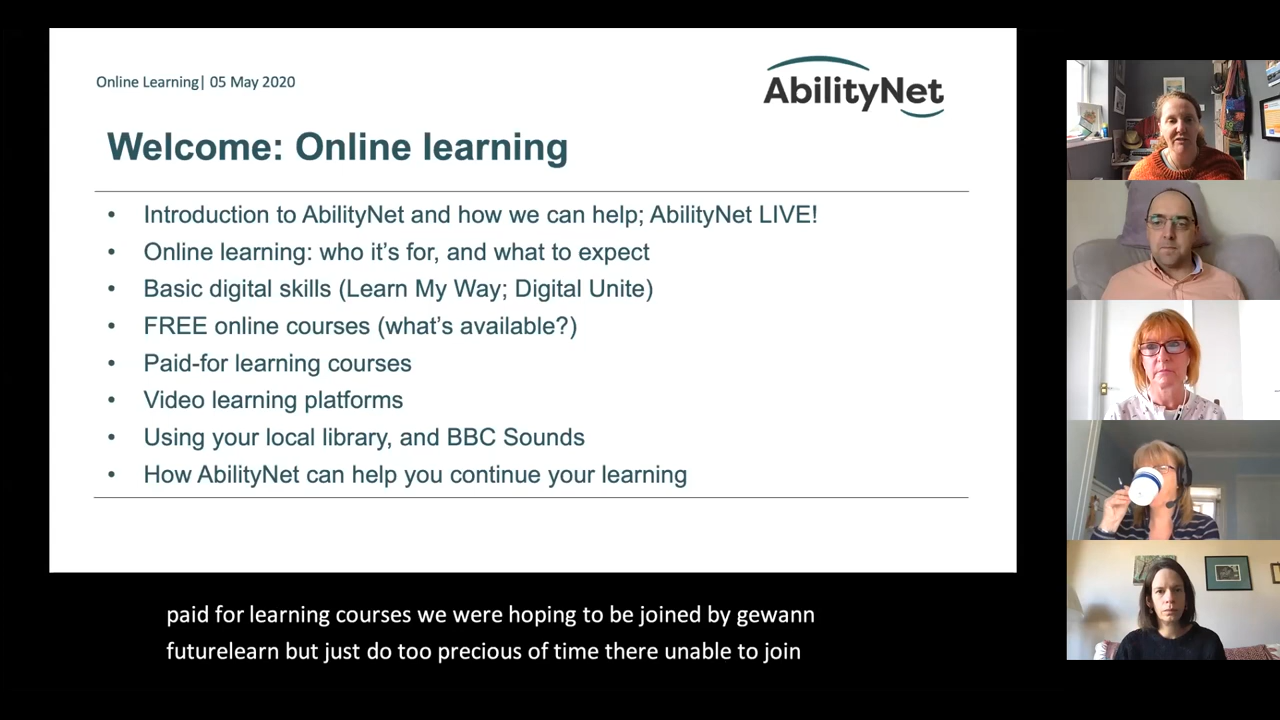 Online Learning| 05 May 2020
AbilityNet
Welcome: Online learning
• Introduction to AbilityNet and how we can help; AbilityNet LIVE!
• Online learning: who it’s for, and what to expect
• Basic digital skills (Learn My Way; Digital Unite)
• FREE online courses (what’s available?)
• Paid-for learning courses
• Video learning platforms
• Using your local library, and BBC Sounds
• How AbilityNet can help you continue your learning
paid for learning courses we were hoping to be joined by gewann
futurelearn but just do too precious of time there unable to join